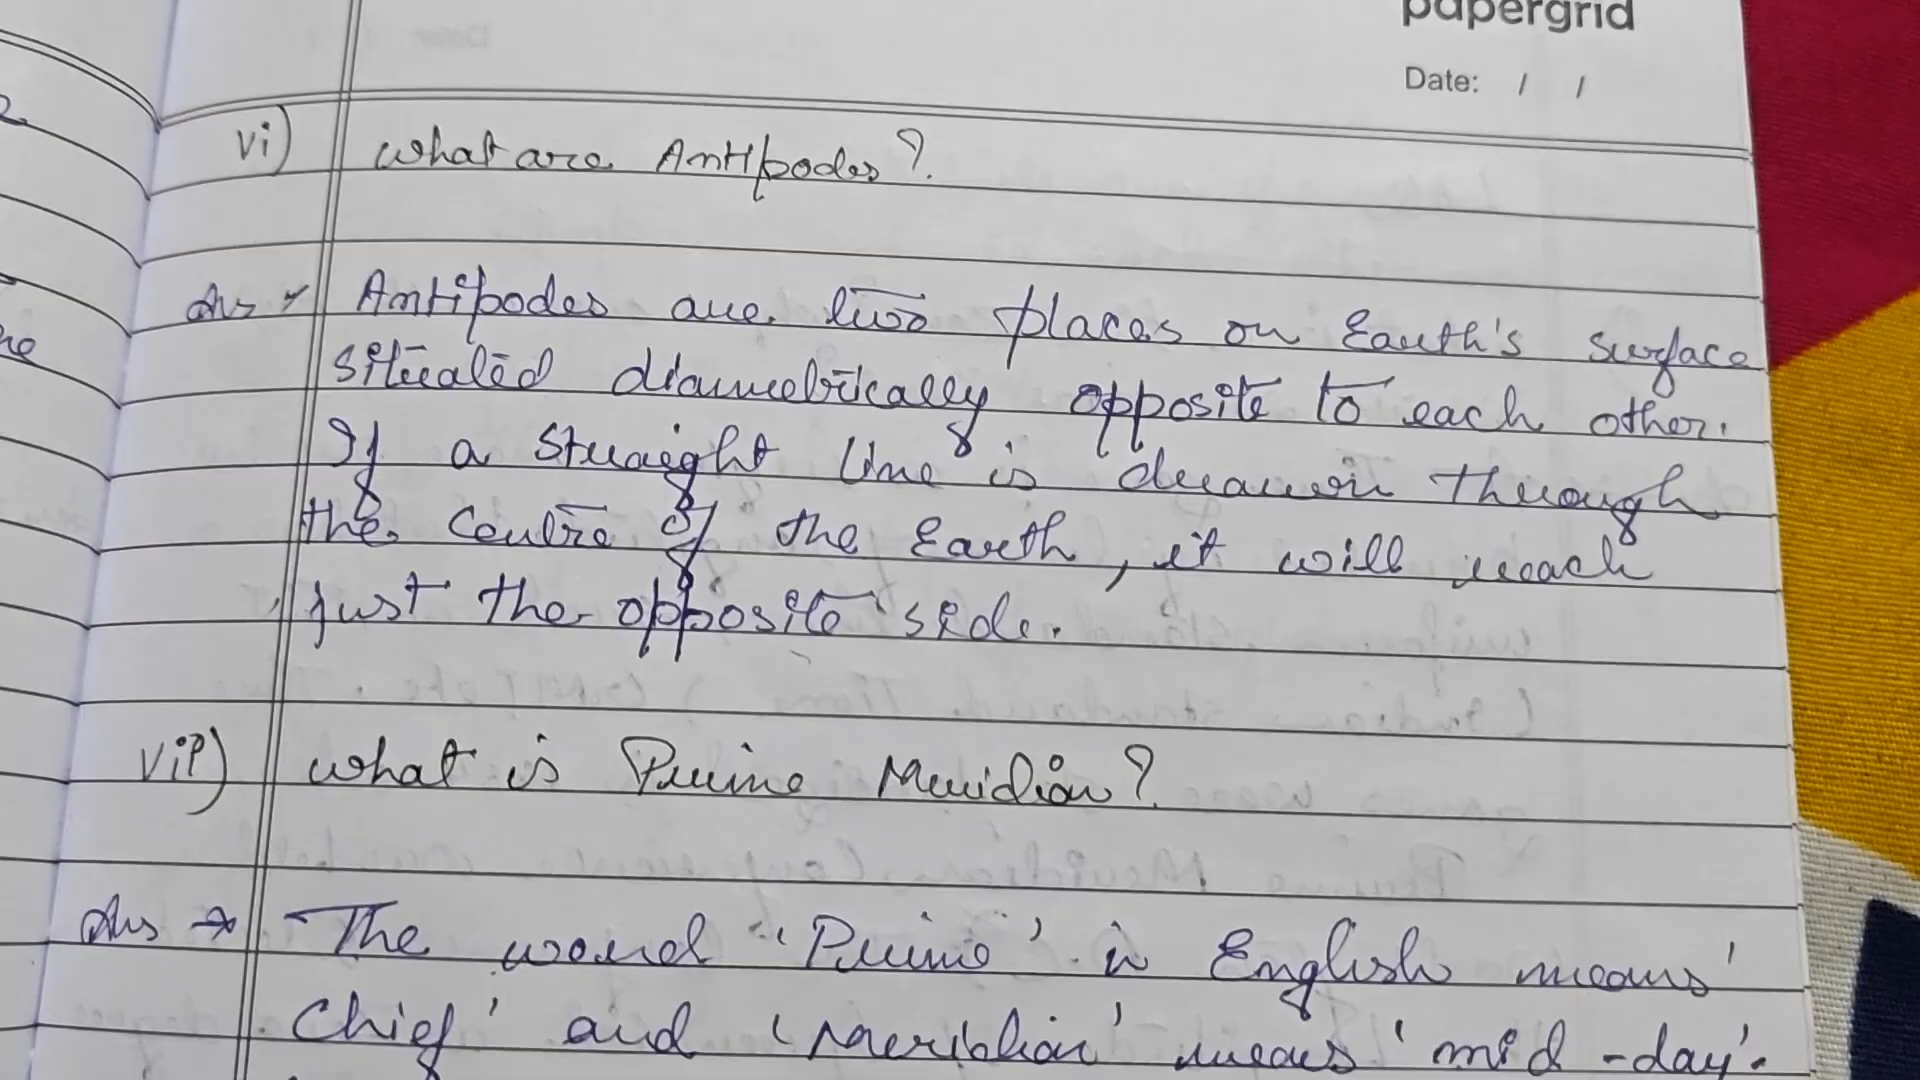 papergrid
Date: / /
vi) what are Antipodes?
Ans → Antipodes are two places on Earth's surface
situated diametrically opposite to each other.
If a straight line is drawn through
the centre of the Earth, it will reach
just the opposite side.
vii) what is Prime Meridian?
Ans → The word 'Prime' in English means '
Chief' and 'Meridian' means 'mid-day'.